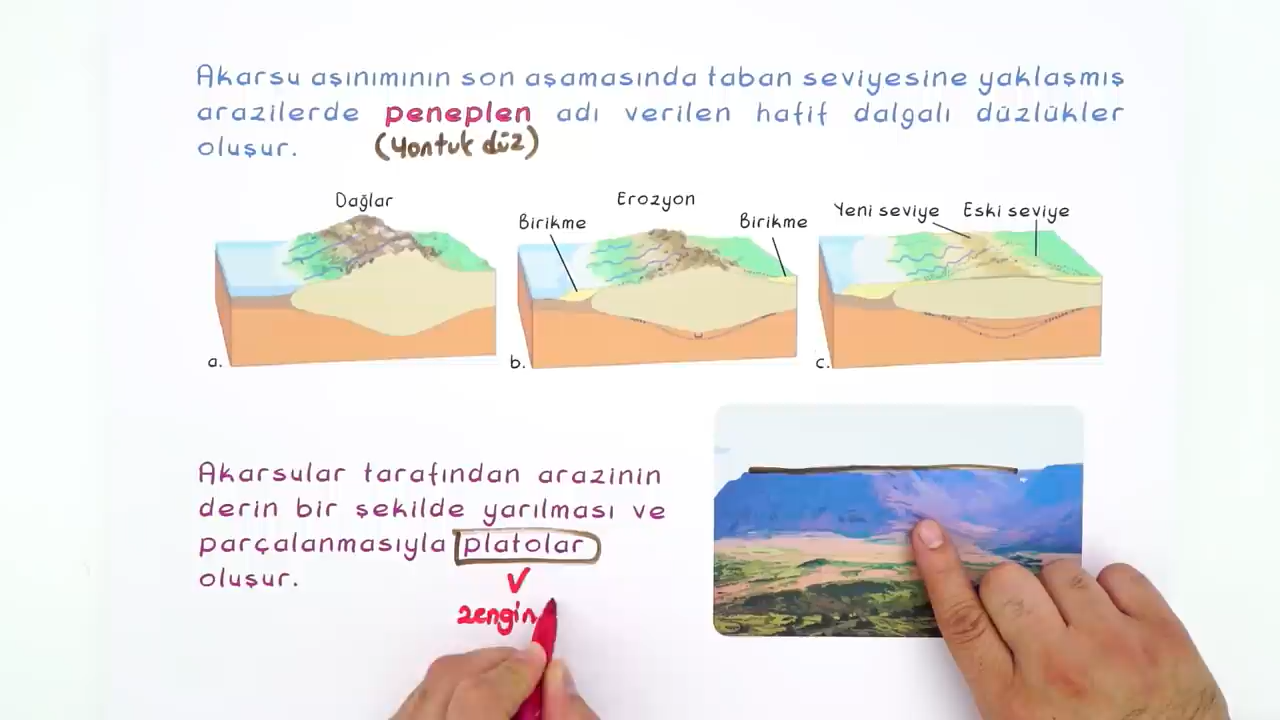 Akarsu aşınımının son aşamasında taban seviyesine yaklaşmış
arazilerde peneplen adı verilen hafif dalgalı düzlükler
oluşur. (Yontuk düz)
Dağlar
Birikme
Erozyon
Birikme
Yeni seviye
Eski seviye
a.
b.
c.
Akarsular tarafından arazinin
derin bir şekilde yarılması ve
parçalanmasıyla platolar
oluşur.
zengin